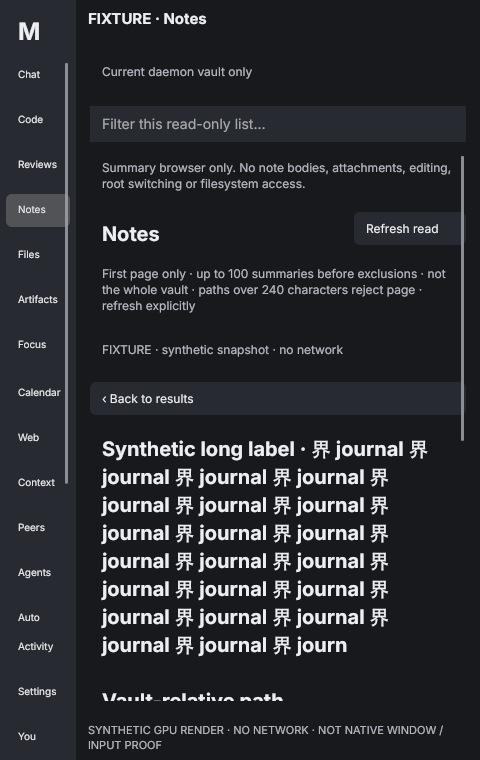 M
FIXTURE · Notes
Chat
Code
Reviews
Notes
Files
Artifacts
Focus
Calendar
Web
Context
Peers
Agents
Auto
Activity
Settings
You
Current daemon vault only
Filter this read-only list...
Summary browser only. No note bodies, attachments, editing,
root switching or filesystem access.
Notes
Refresh read
First page only · up to 100 summaries before exclusions · not
the whole vault · paths over 240 characters reject page ·
refresh explicitly
FIXTURE · synthetic snapshot · no network
‹ Back to results
Synthetic long label · 界 journal 界
journal 界 journal 界 journal 界
journal 界 journal 界 journal 界
journal 界 journal 界 journal 界
journal 界 journal 界 journal 界
journal 界 journal 界 journal 界
journal 界 journal 界 journal 界
journal 界 journal 界 journ
Vault-relative path
SYNTHETIC GPU RENDER · NO NETWORK · NOT NATIVE WINDOW /
INPUT PROOF